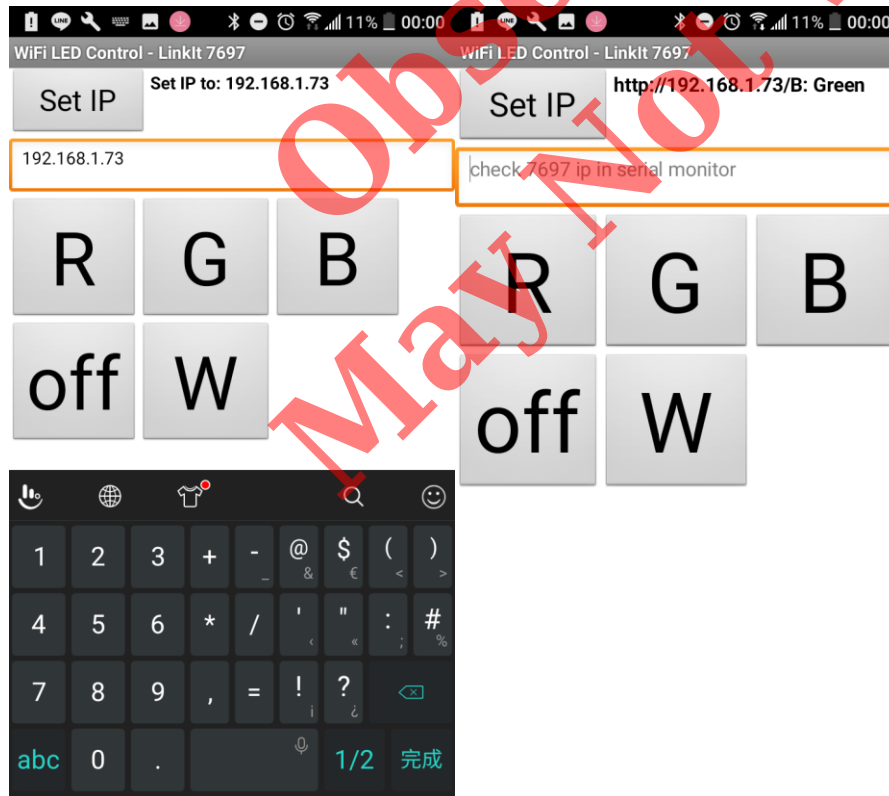 11% 00:00
WiFi LED Control - LinkIt 7697
Set IP
Set IP to: 192.168.1.73
192.168.1.73
R G B
off W
1 2 3 + - _ @ & $ € ( < ) >
4 5 6 * / ' ‹ " « : ; # %
7 8 9 , = ! ¡ ? ¿
abc 0 . 1/2 完成
11% 00:00
WiFi LED Control - LinkIt 7697
Set IP
http://192.168.1.73/B: Green
check 7697 ip in serial monitor
R G B
off W
May Not